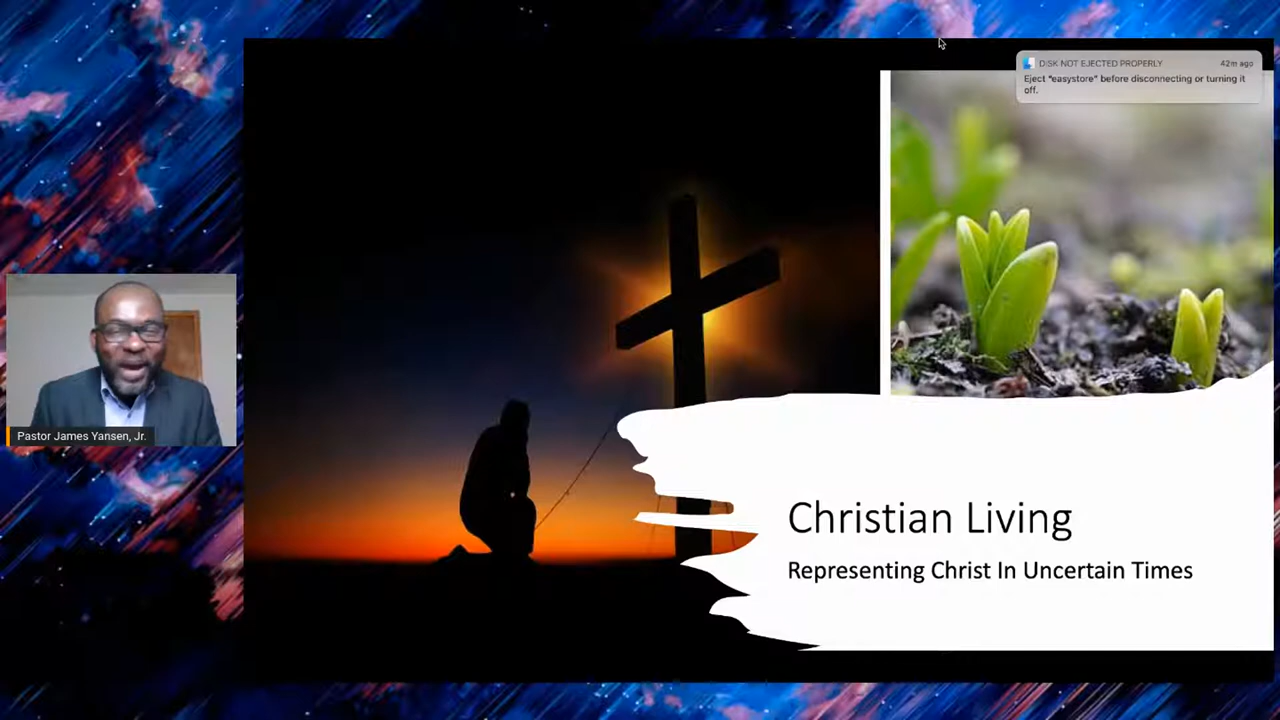 DISK NOT EJECTED PROPERLY
42m ago
Eject “easystore” before disconnecting or turning it
off.
Pastor James Yansen, Jr.
Christian Living
Representing Christ In Uncertain Times